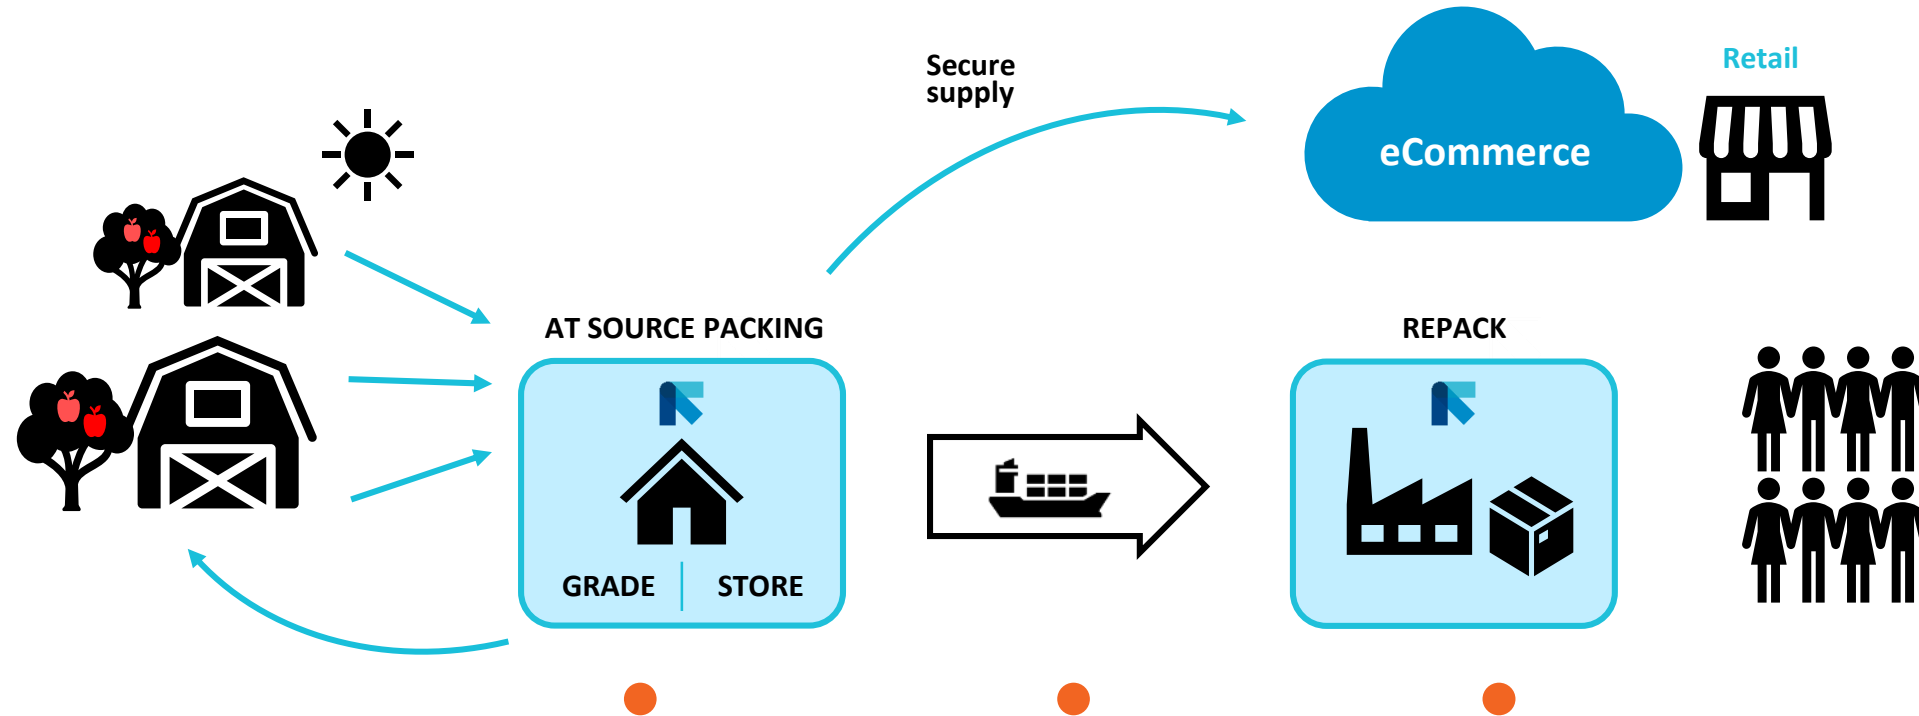 Secure
supply
Retail
eCommerce
AT SOURCE PACKING
REPACK
GRADE
STORE